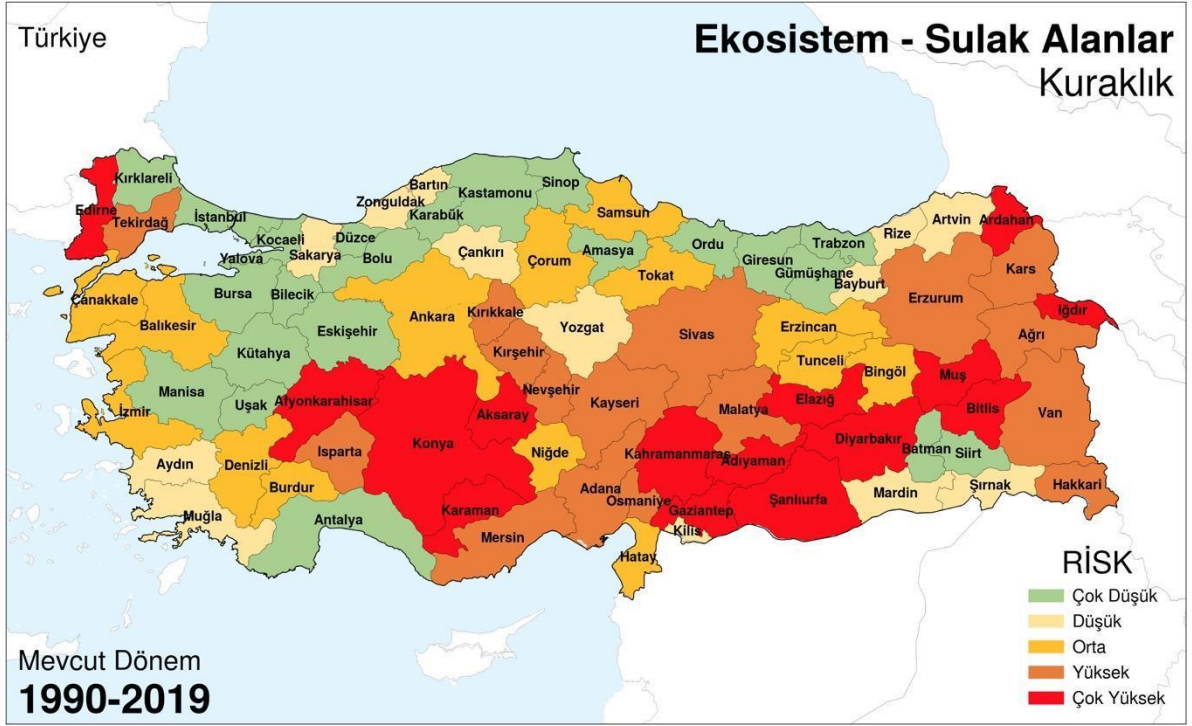 Türkiye
Ekosistem - Sulak Alanlar
Kuraklık
Kırklareli
Edirne
Tekirdağ
İstanbul
Kocaeli
Yalova
Sakarya
Düzce
Bolu
Zonguldak
Bartın
Karabük
Kastamonu
Sinop
Çankırı
Samsun
Çorum
Amasya
Tokat
Ordu
Giresun
Trabzon
Gümüşhane
Bayburt
Rize
Artvin
Ardahan
Kars
Iğdır
Ağrı
Erzurum
Çanakkale
Balıkesir
Bursa
Bilecik
Eskişehir
Kütahya
Ankara
Kırıkkale
Kırşehir
Yozgat
Sivas
Erzincan
Tunceli
Bingöl
Muş
Bitlis
Van
Manisa
Uşak
İzmir
Afyonkarahisar
Konya
Aksaray
Nevşehir
Kayseri
Niğde
Malatya
Elazığ
Diyarbakır
Batman
Siirt
Aydın
Denizli
Isparta
Burdur
Muğla
Antalya
Karaman
Mersin
Adana
Osmaniye
Kahramanmaraş
Adıyaman
Gaziantep
Kilis
Hatay
Şanlıurfa
Mardin
Şırnak
Hakkari
RİSK
Çok Düşük
Düşük
Orta
Yüksek
Çok Yüksek
Mevcut Dönem
1990-2019